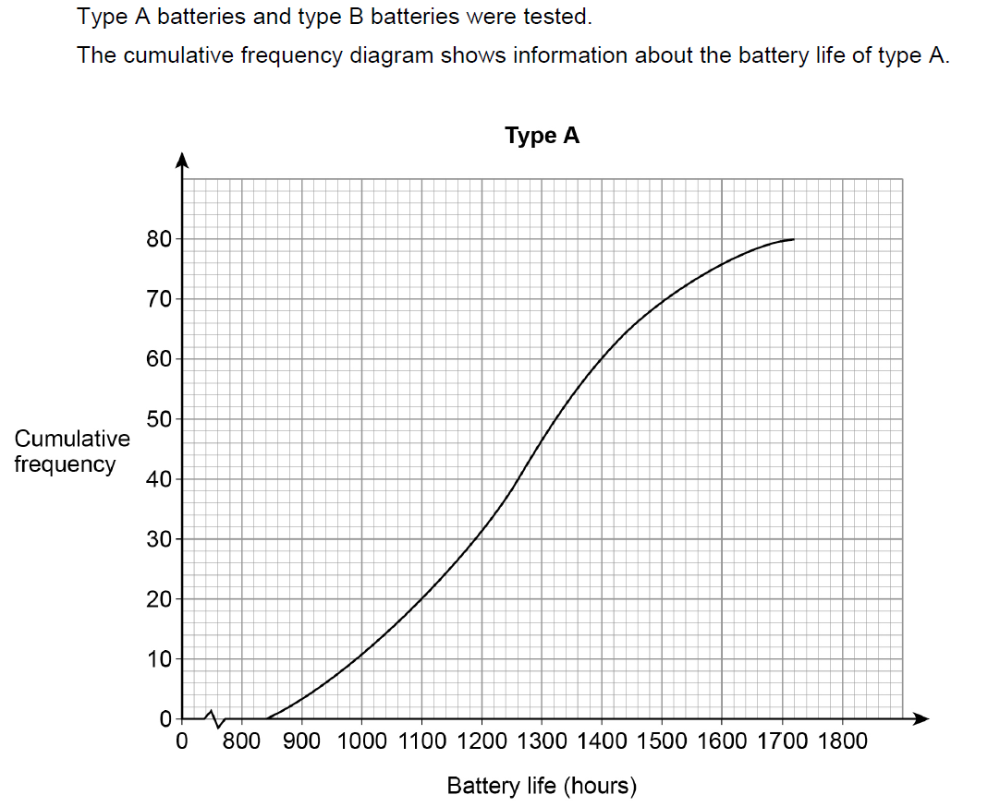 Type A batteries and type B batteries were tested.
The cumulative frequency diagram shows information about the battery life of type A.
Type A
80
70
60
50
Cumulative
frequency
40
30
20
10
0
0 800 900 1000 1100 1200 1300 1400 1500 1600 1700 1800
Battery life (hours)